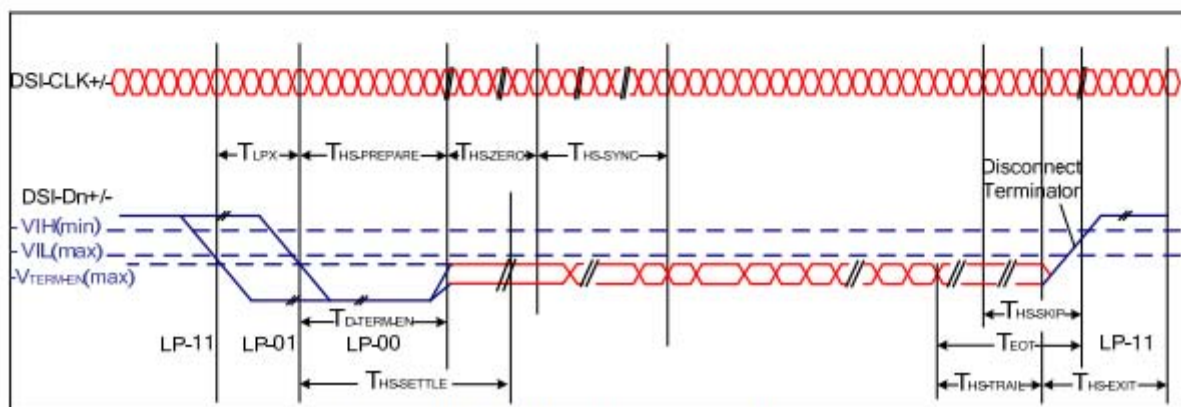 DSI-CLK+/-
TLPX
THS-PREPARE
THS-ZERO
THS-SYNC
DSI-Dn+/-
Disconnect
Terminator
VIH(min)
VIL(max)
VTERM-EN(max)
TD-TERM-EN
THS-SKIP
LP-11
LP-01
LP-00
TEOT
LP-11
THS-SETTLE
THS-TRAIL
THS-EXIT